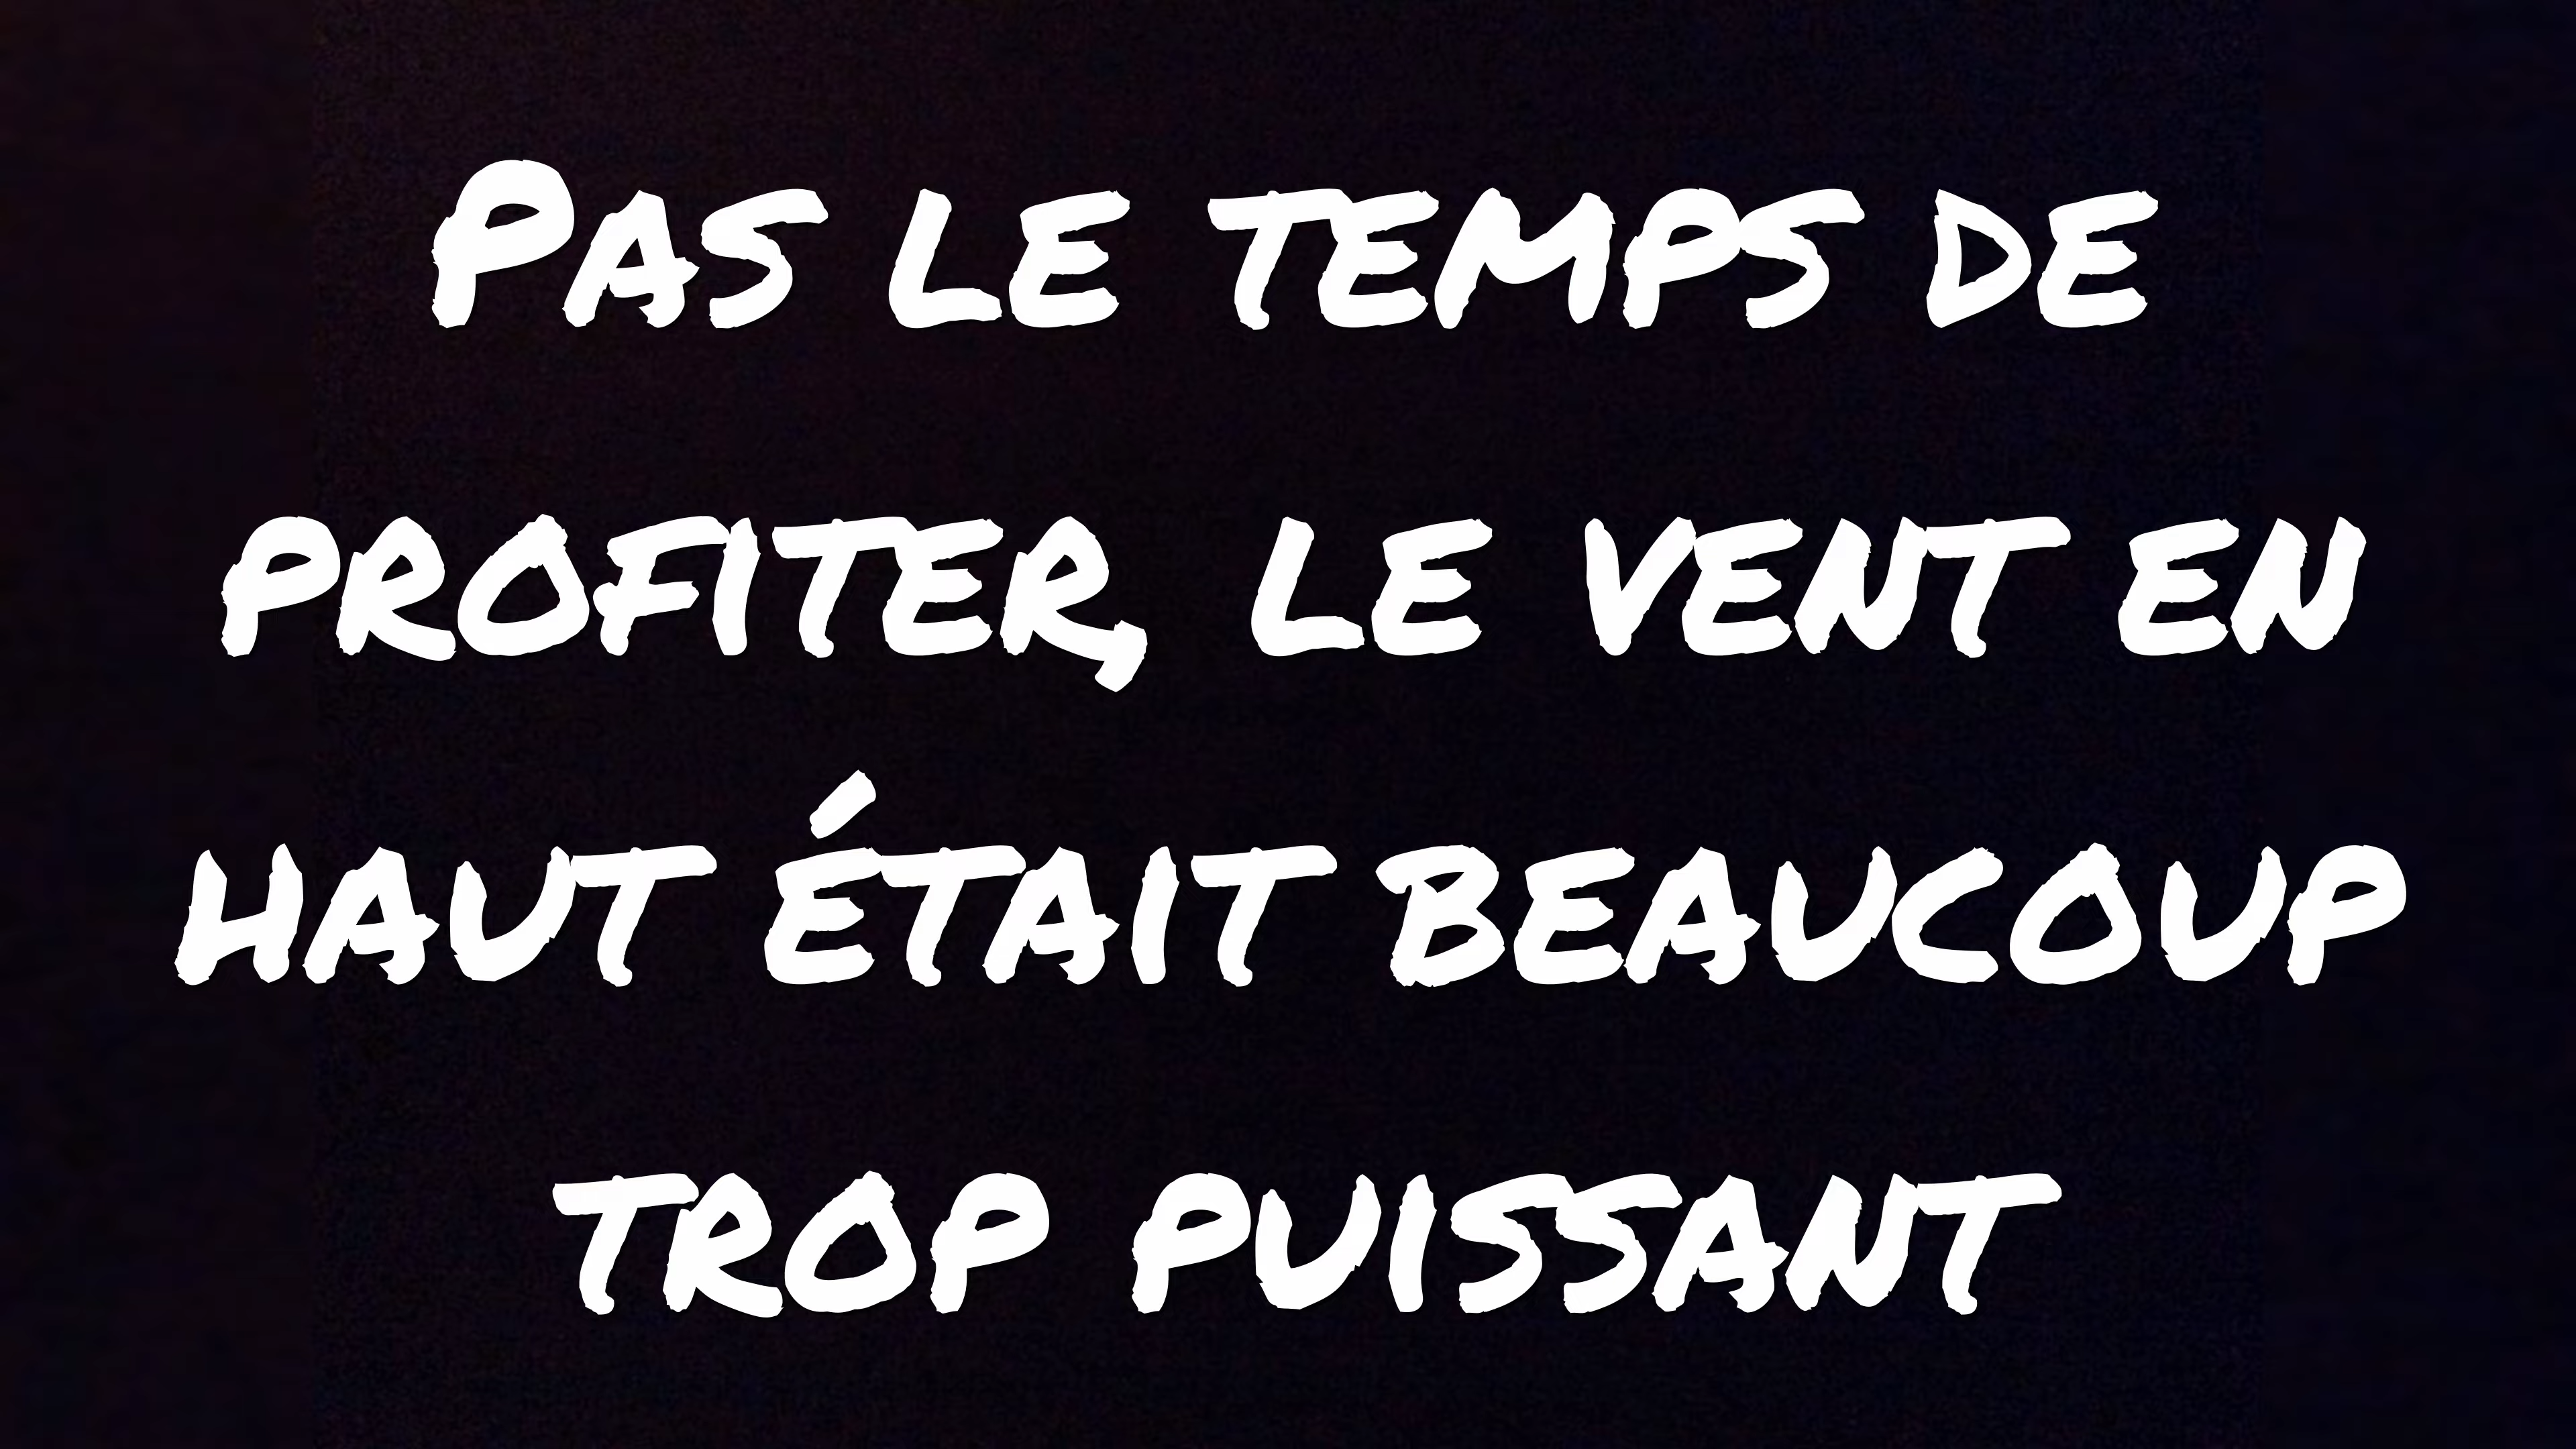 Pas le temps de
profiter, le vent en
haut était beaucoup
trop puissant